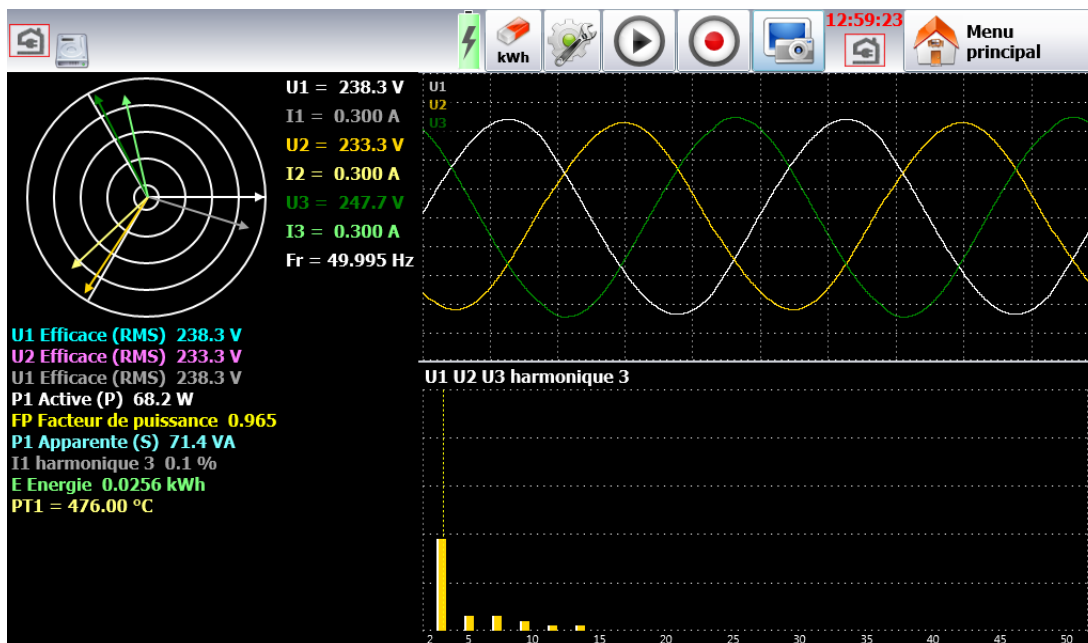 kWh
12:59:23
Menu
principal
U1 = 238.3 V
I1 = 0.300 A
U2 = 233.3 V
I2 = 0.300 A
U3 = 247.7 V
I3 = 0.300 A
Fr = 49.995 Hz
U1 Efficace (RMS) 238.3 V
U2 Efficace (RMS) 233.3 V
U1 Efficace (RMS) 238.3 V
P1 Active (P) 68.2 W
FP Facteur de puissance 0.965
P1 Apparente (S) 71.4 VA
I1 harmonique 3 0.1 %
E Energie 0.0256 kWh
PT1 = 476.00 °C
U1
U2
U3
U1 U2 U3 harmonique 3
2 5 10 15 20 25 30 35 40 45 50